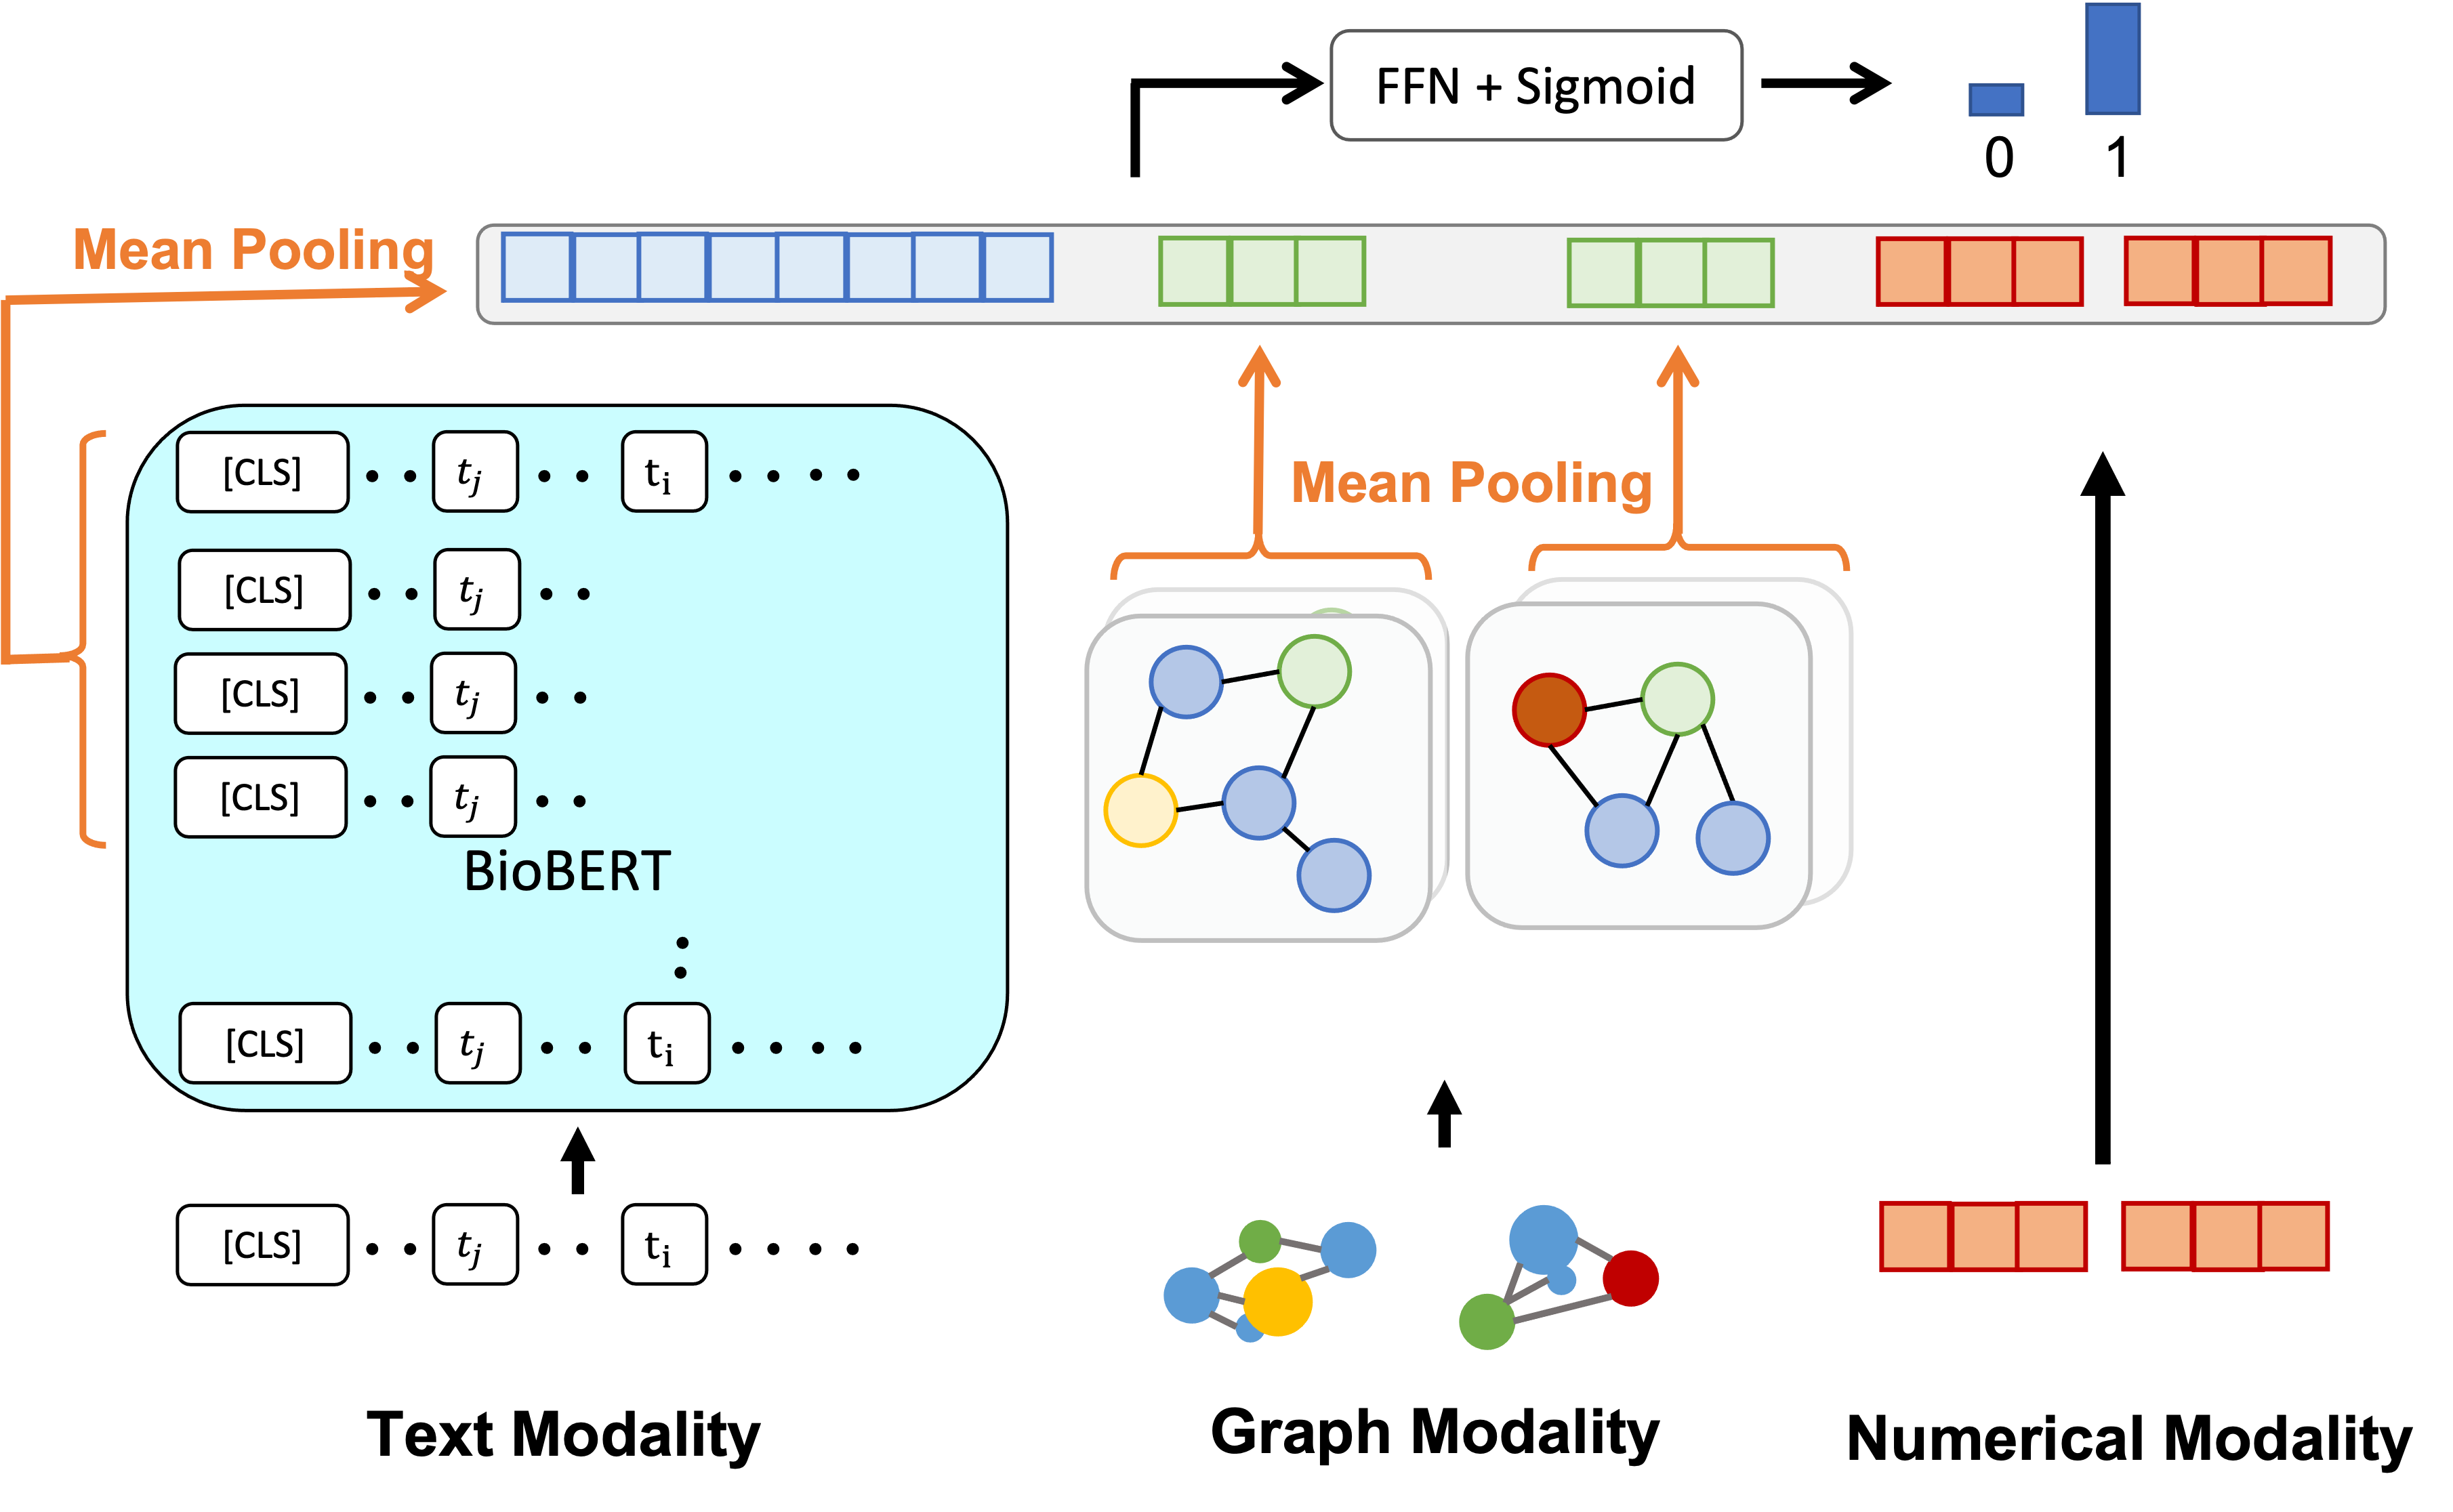 FFN + Sigmoid
0 1
Mean Pooling
[CLS] t_j t_i
Mean Pooling
[CLS] t_j
[CLS] t_j
[CLS] t_j
BioBERT
[CLS] t_j t_i
[CLS] t_j t_i
Text Modality
Graph Modality
Numerical Modality